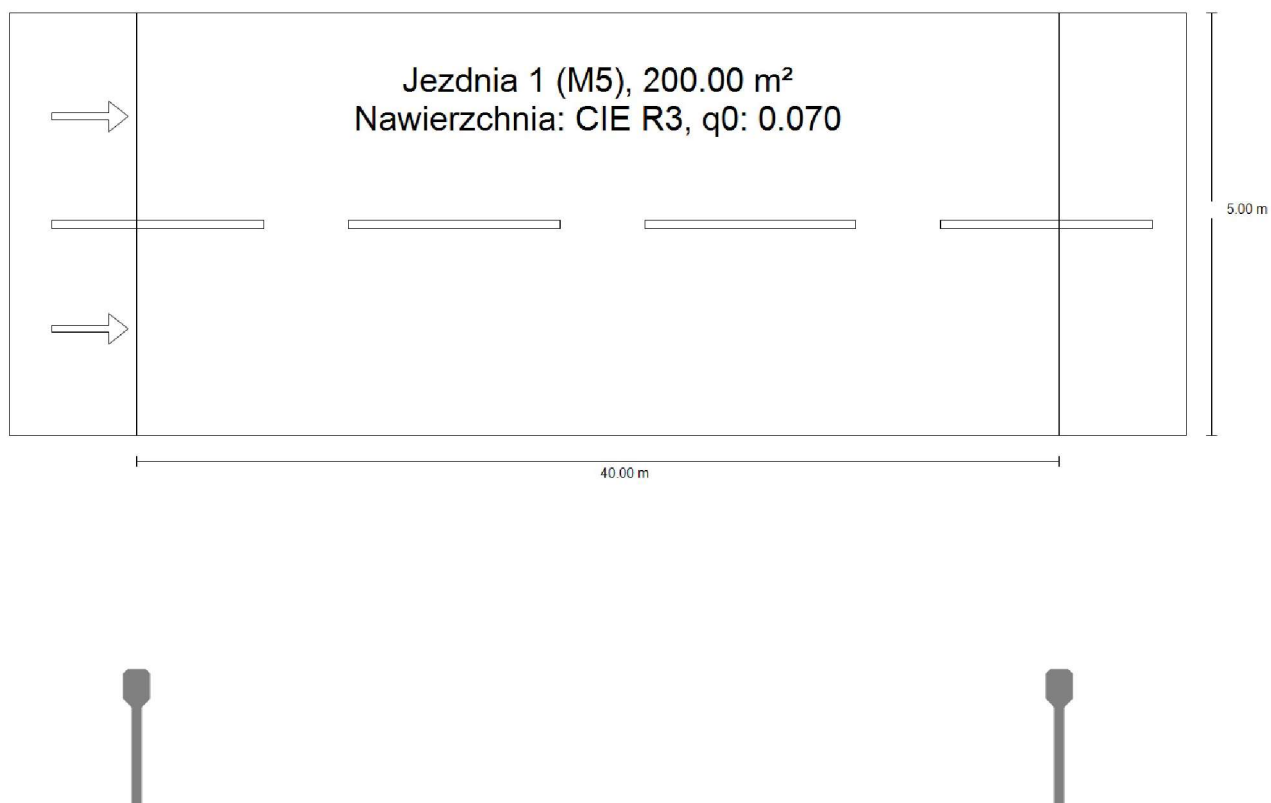 Jezdnia 1 (M5), 200.00 m²
Nawierzchnia: CIE R3, q0: 0.070
5.00 m
40.00 m